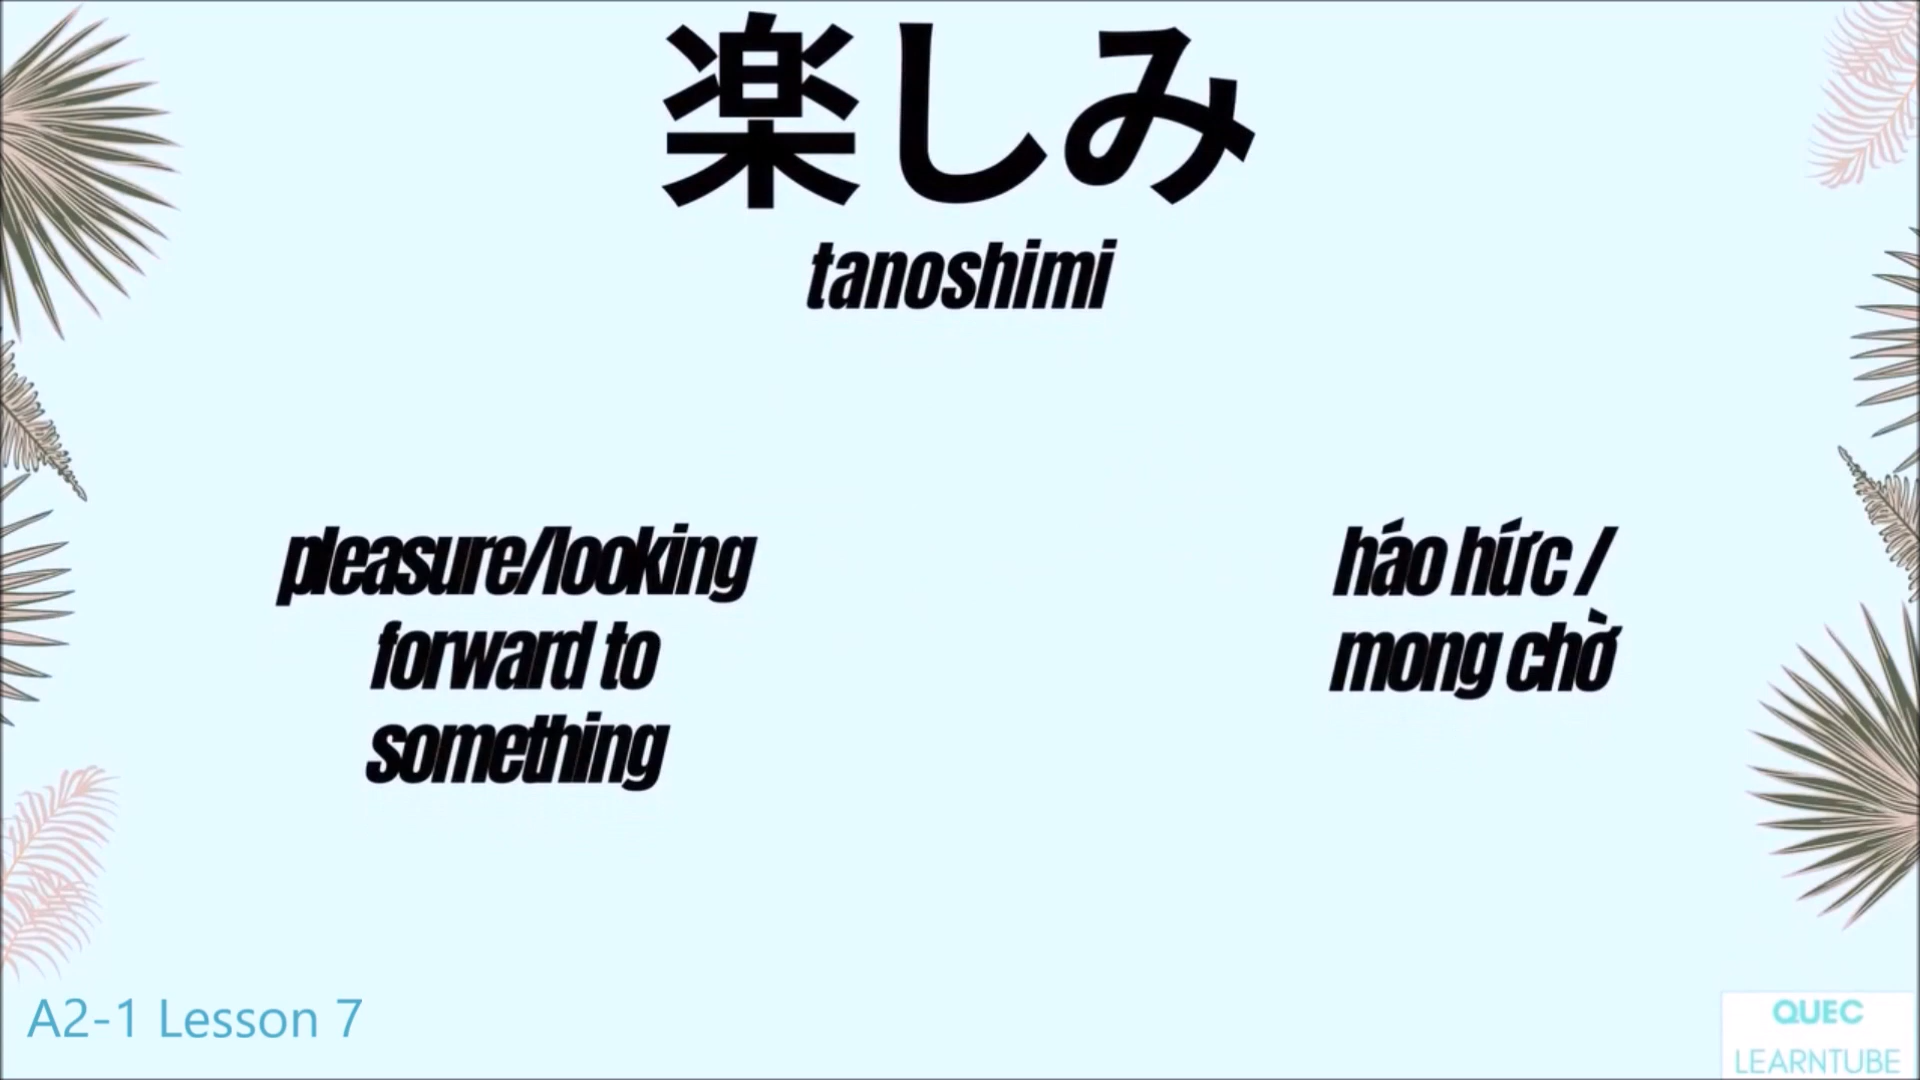 楽しみ
tanoshimi
pleasure/looking
forward to
something
háo hức /
mong chờ
A2-1 Lesson 7
QUEC
LEARNTUBE